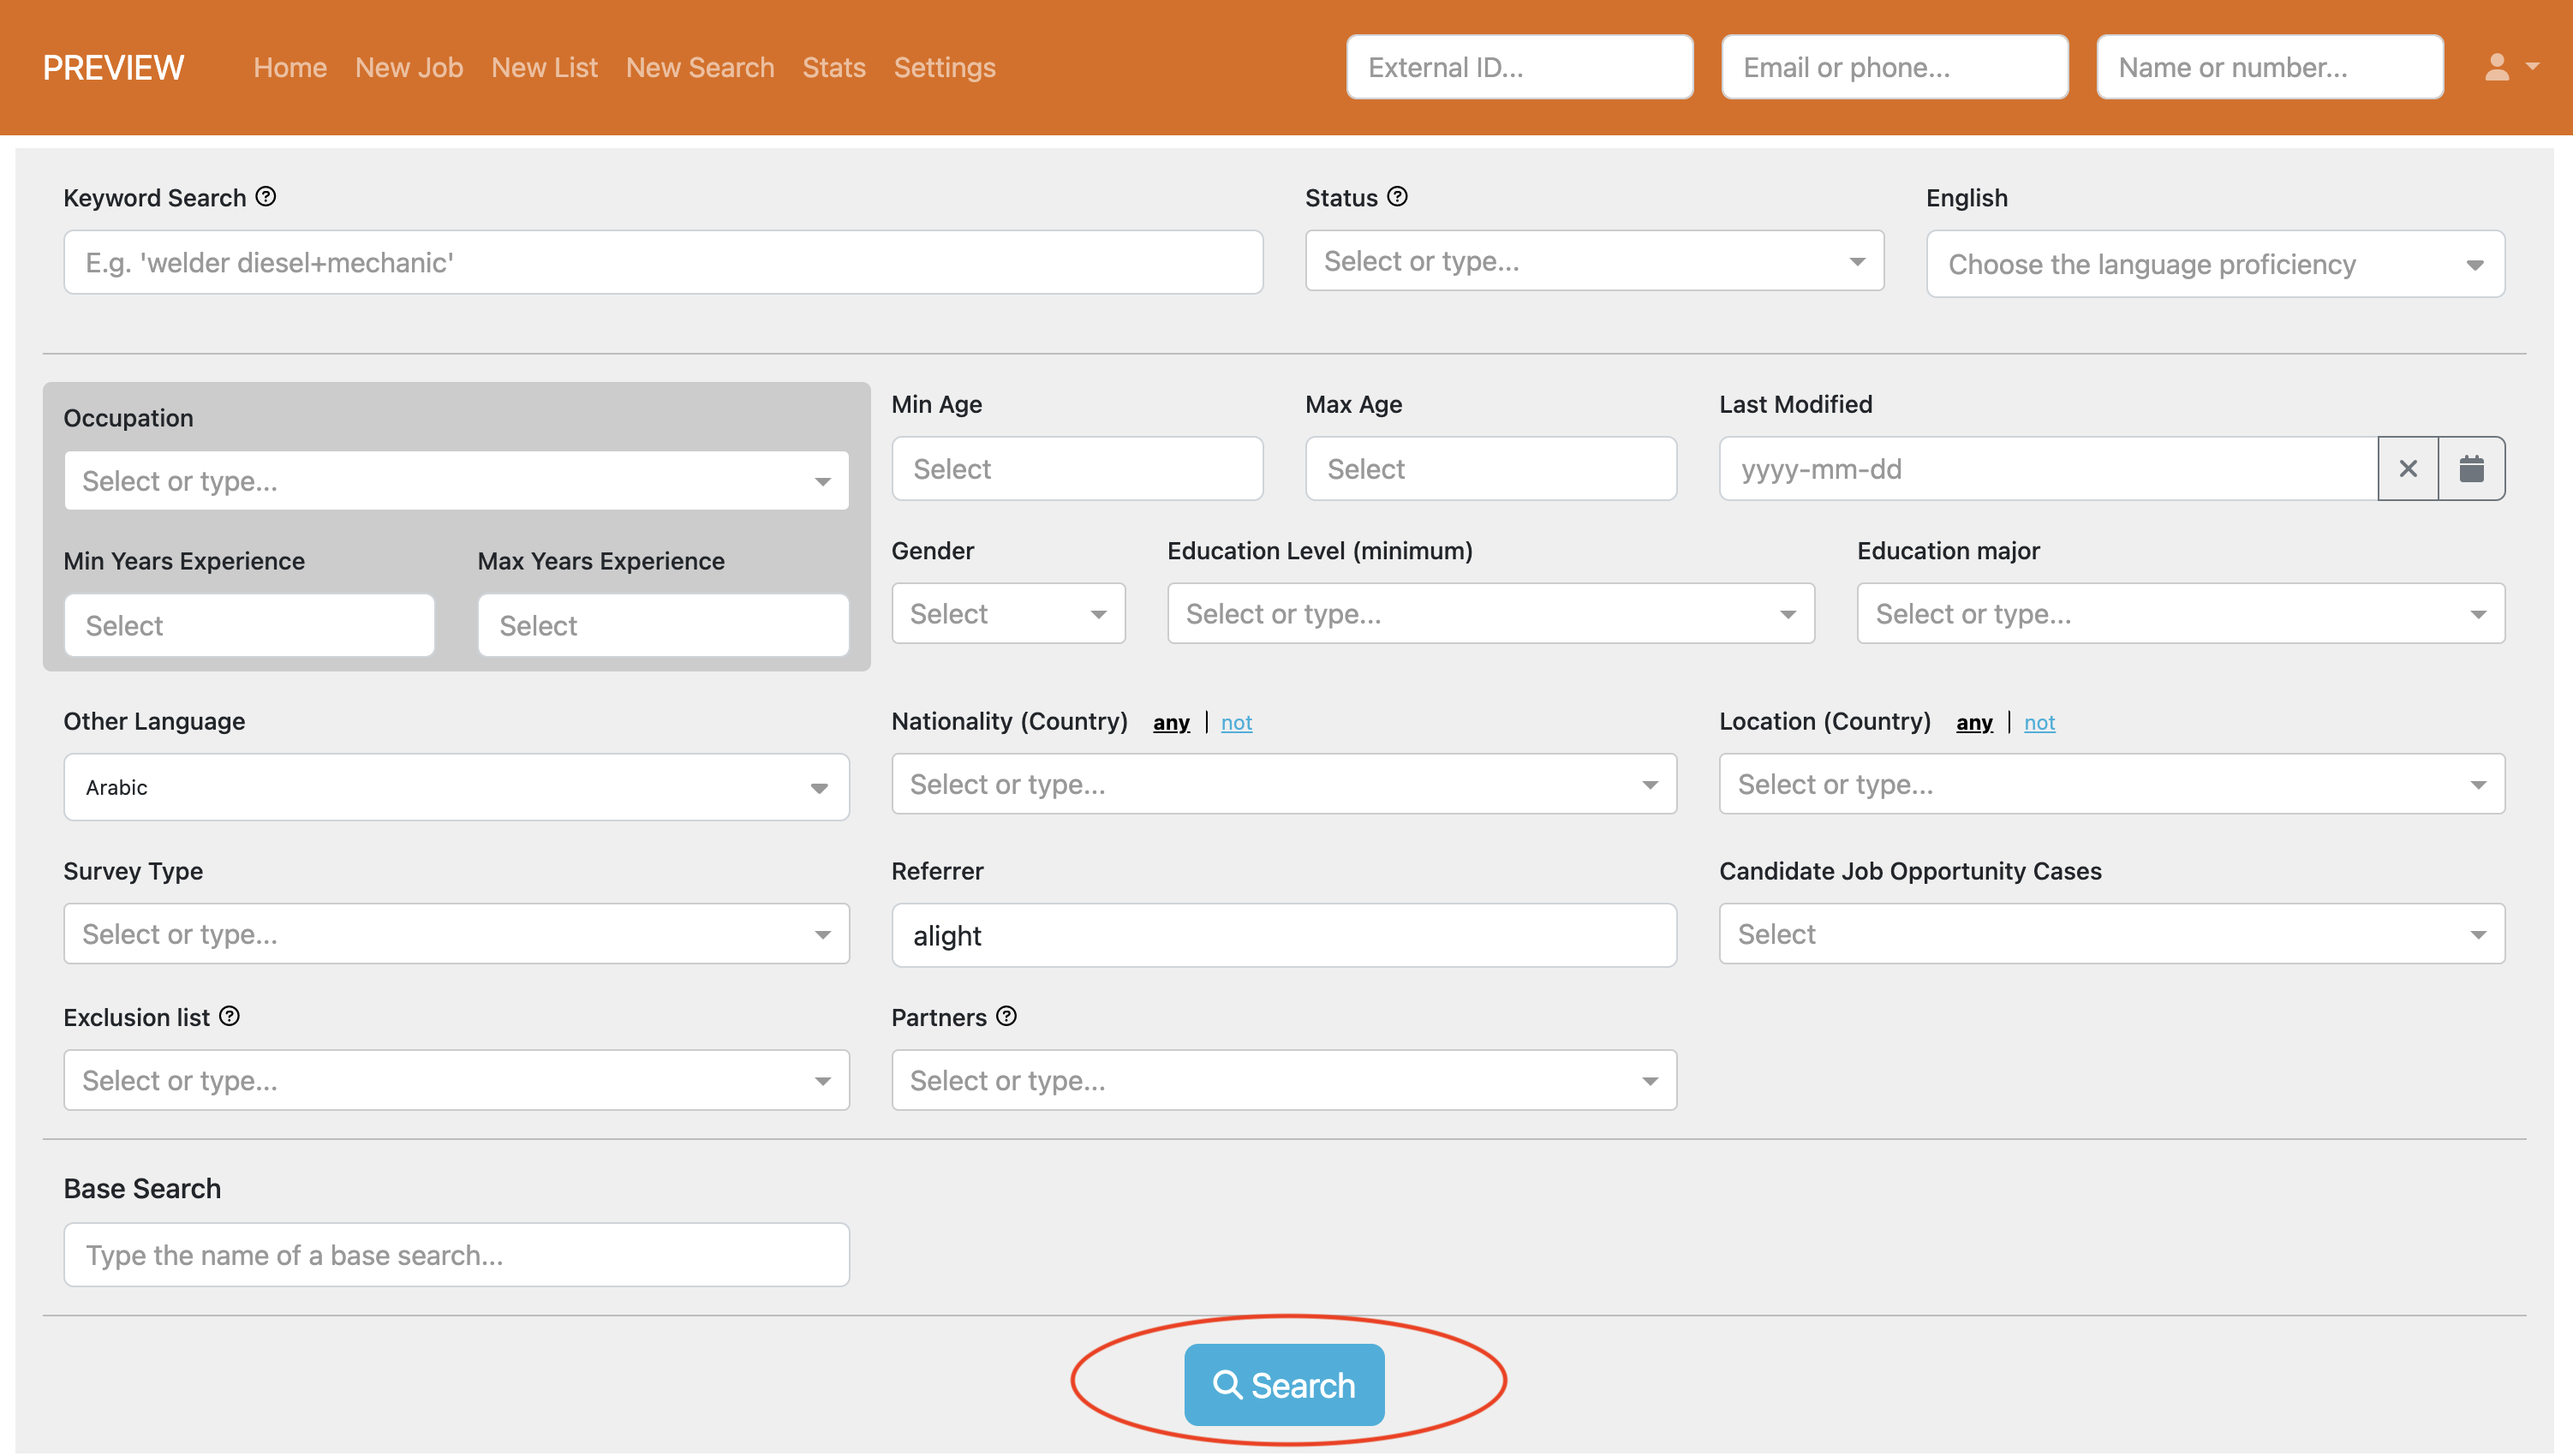 PREVIEW Home New Job New List New Search Stats Settings External ID... Email or phone... Name or number...
Keyword Search Status English
E.g. 'welder diesel+mechanic' Select or type... Choose the language proficiency
Occupation Min Age Max Age Last Modified
Select or type... Select Select yyyy-mm-dd
Min Years Experience Max Years Experience Gender Education Level (minimum) Education major
Select Select Select Select or type... Select or type...
Other Language Nationality (Country) any | not Location (Country) any | not
Arabic Select or type... Select or type...
Survey Type Referrer Candidate Job Opportunity Cases
Select or type... alight Select
Exclusion list Partners
Select or type... Select or type...
Base Search
Type the name of a base search...
Search